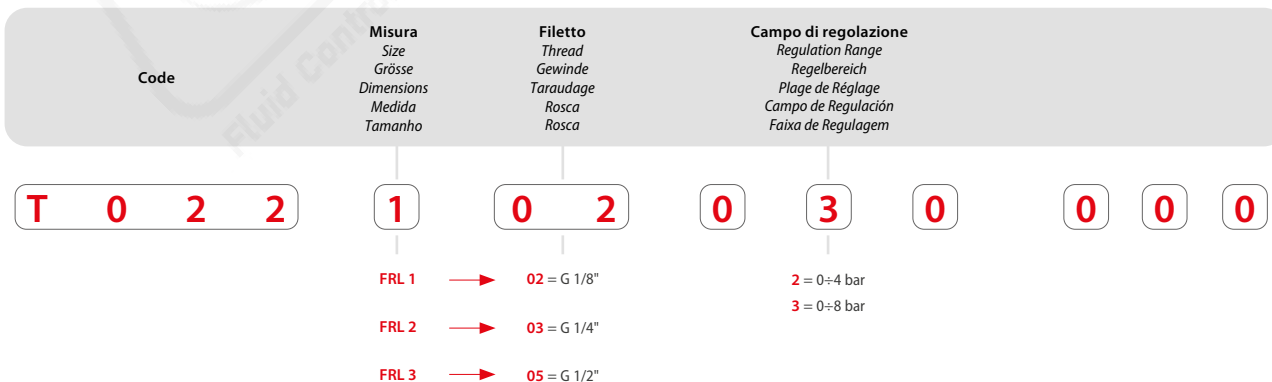 Code
Misura
Size
Grösse
Dimensions
Medida
Tamanho
Filetto
Thread
Gewinde
Taraudage
Rosca
Rosca
Campo di regolazione
Regulation Range
Regelbereich
Plage de Réglage
Campo de Regulación
Faixa de Regulagem
Fluid Contro
T 0 2 2 1 0 2 0 3 0 0 0 0
FRL 1 02 = G 1/8" 2 = 0÷4 bar
3 = 0÷8 bar
FRL 2 03 = G 1/4"
FRL 3 05 = G 1/2"